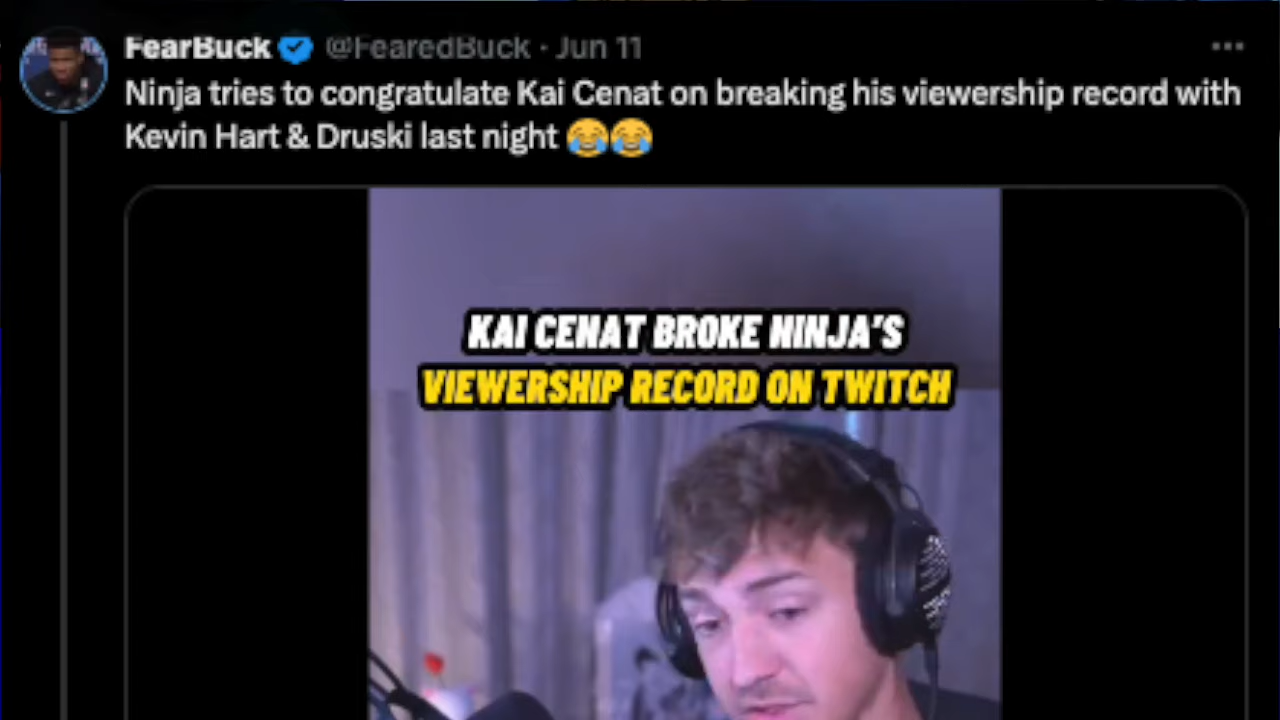 FearBuck @FearedBuck · Jun 11
Ninja tries to congratulate Kai Cenat on breaking his viewership record with
Kevin Hart & Druski last night 😂😂
KAI CENAT BROKE NINJA'S
VIEWERSHIP RECORD ON TWITCH